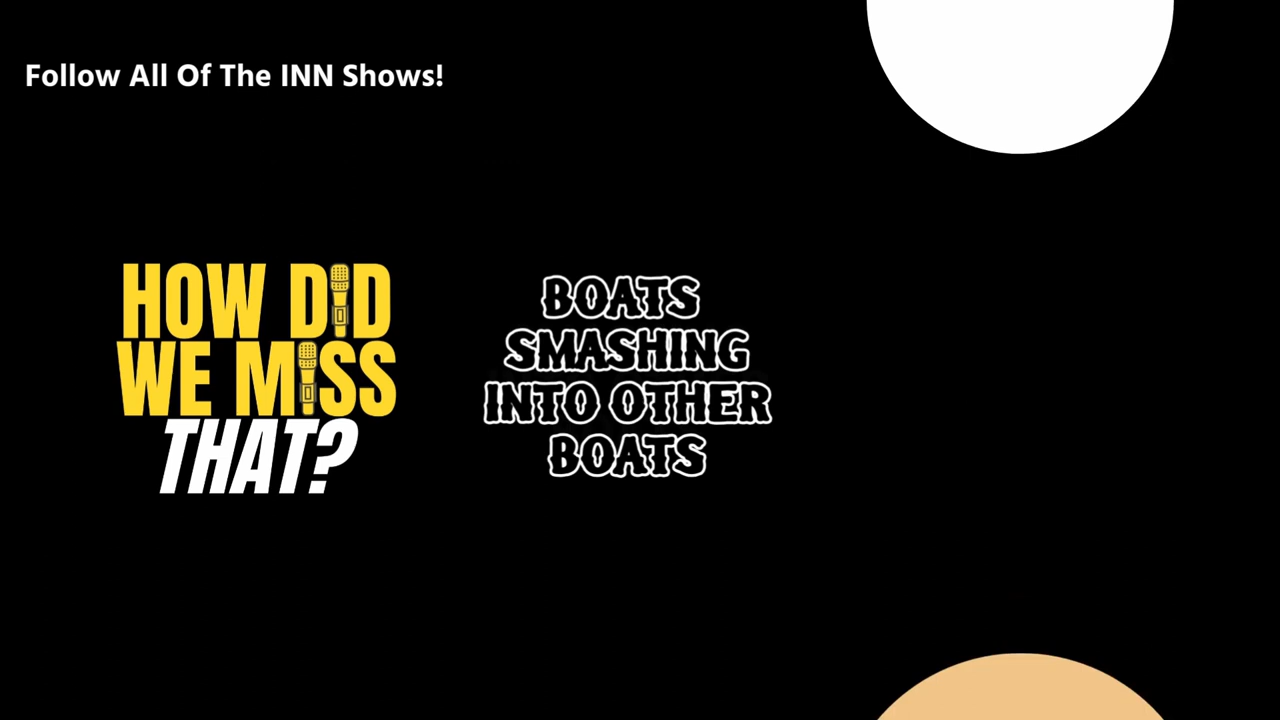 Follow All Of The INN Shows!
HOW DID
WE MISS
THAT?
BOATS
SMASHING
INTO OTHER
BOATS